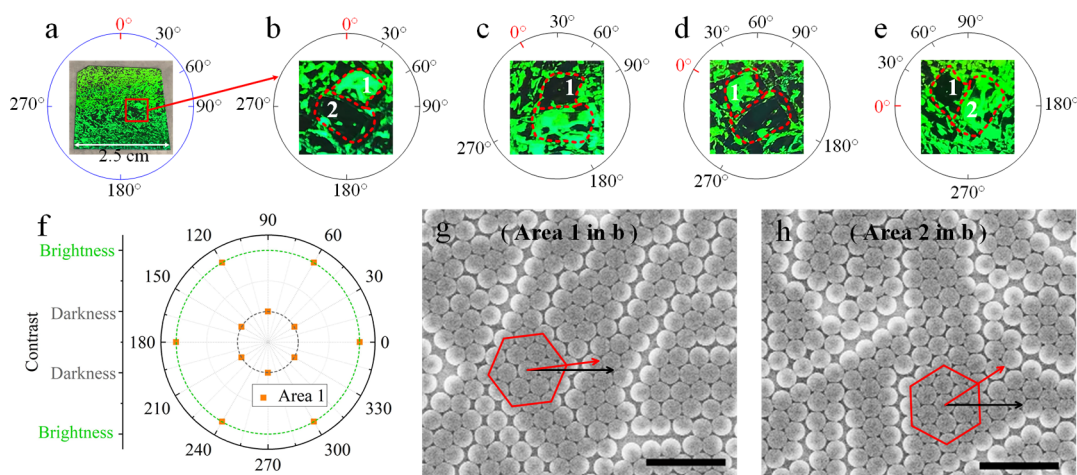 a
0°
30°
60°
90°
180°
270°
2.5 cm
b
0°
30°
60°
90°
180°
270°
1
2
c
0°
30°
60°
90°
180°
270°
1
d
0°
30°
60°
90°
180°
270°
1
e
0°
30°
60°
90°
180°
270°
1
2
f
Contrast
Brightness
Darkness
Darkness
Brightness
90
60
30
0
330
300
270
240
210
180
150
120
Area 1
g
( Area 1 in b )
h
( Area 2 in b )